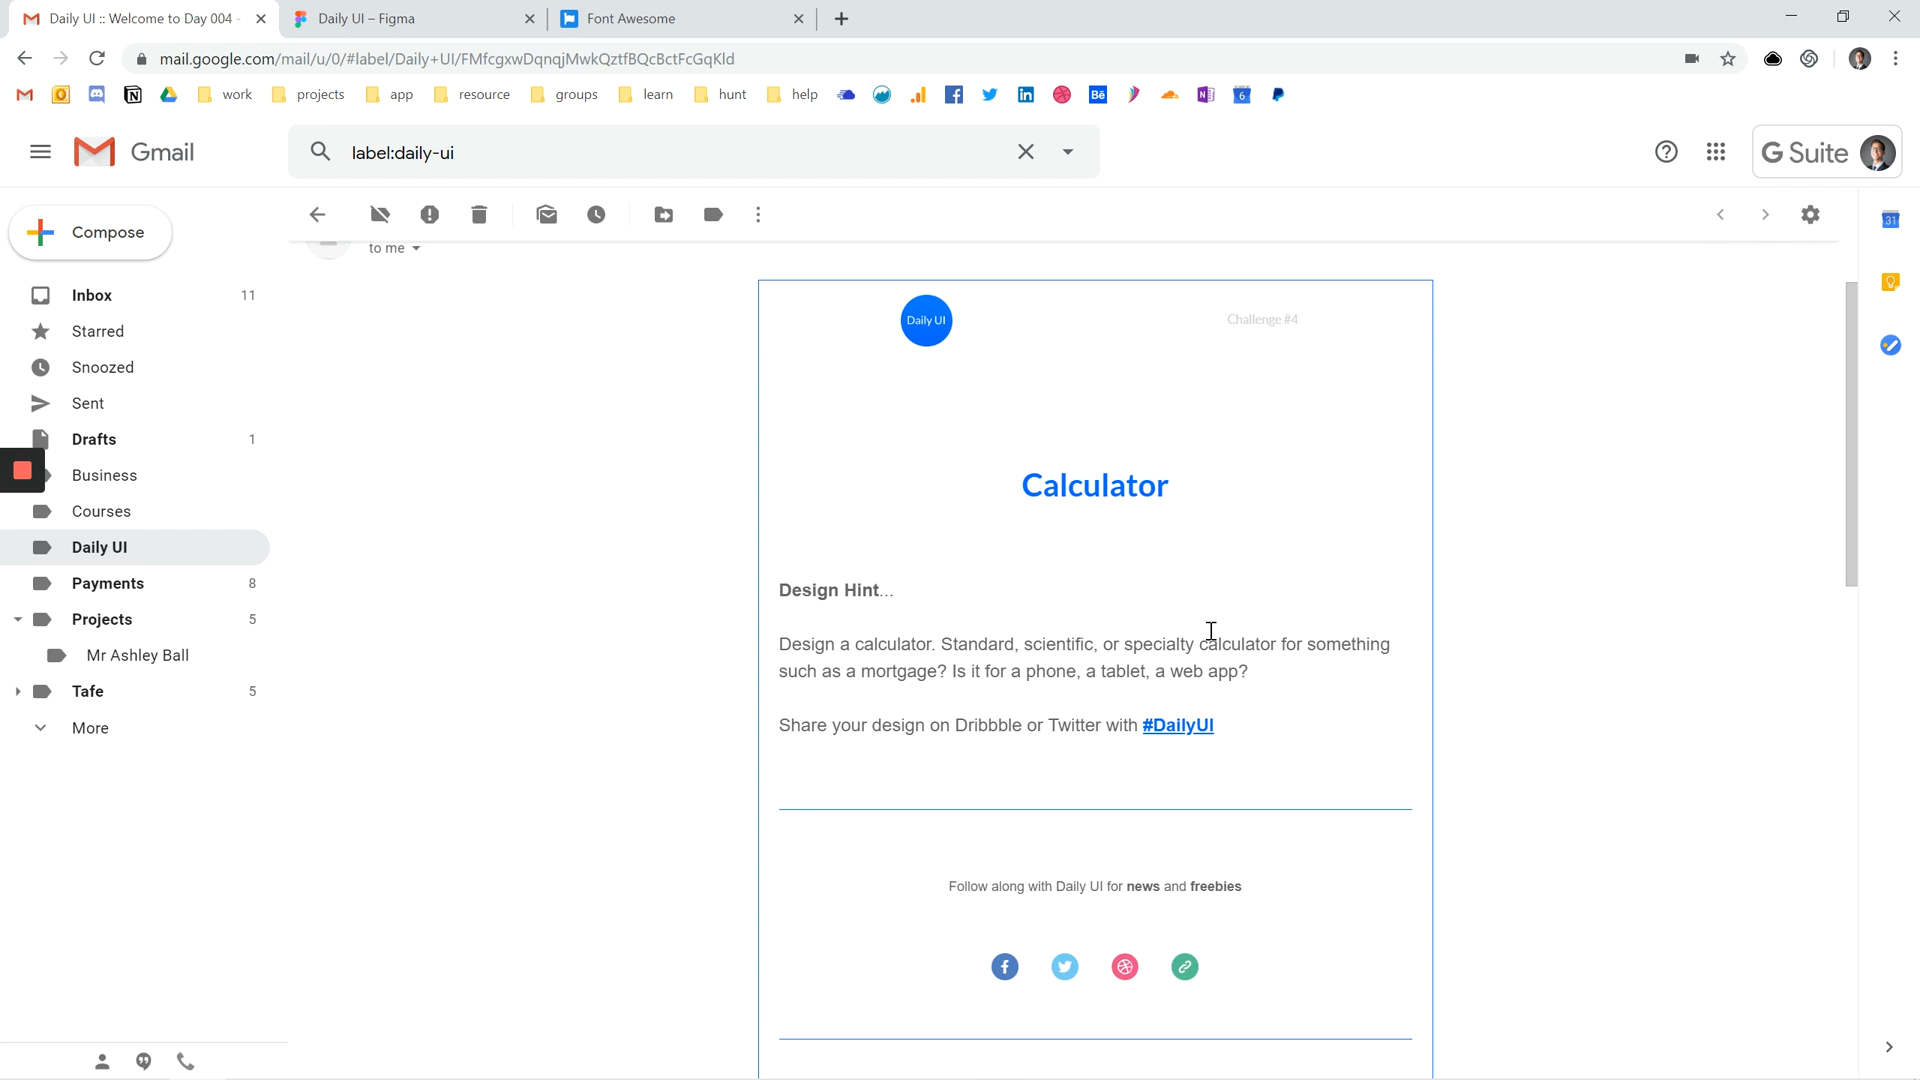 Daily UI :: Welcome to Day 004 -
Daily UI – Figma
Font Awesome
mail.google.com/mail/u/0/#label/Daily+UI/FMfcgxwDqnqjMwkQztfBQcBctFcGqKld
work
projects
app
resource
groups
learn
hunt
help
Bē
N
6
Gmail
label:daily-ui
G Suite
Compose
to me
31
Inbox 11
Starred
Snoozed
Sent
Drafts 1
Business
Courses
Daily UI
Payments 8
Projects 5
Mr Ashley Ball
Tafe 5
More
Daily UI
Challenge #4
Calculator
Design Hint...
Design a calculator. Standard, scientific, or specialty calculator for something
such as a mortgage? Is it for a phone, a tablet, a web app?
Share your design on Dribbble or Twitter with #DailyUI
Follow along with Daily UI for news and freebies